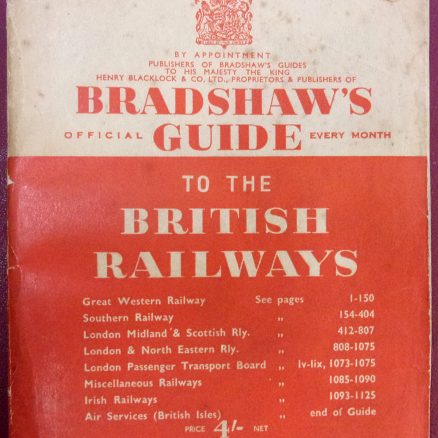 BY APPOINTMENT
PUBLISHERS OF BRADSHAW'S GUIDES
TO HIS MAJESTY THE KING
HENRY BLACKLOCK & CO. LTD., PROPRIETORS & PUBLISHERS OF
BRADSHAW'S
OFFICIAL GUIDE EVERY MONTH
TO THE
BRITISH
RAILWAYS
Great Western Railway See pages 1-150
Southern Railway ,, 154-404
London Midland & Scottish Rly. ,, 412-807
London & North Eastern Rly. ,, 808-1075
London Passenger Transport Board ,, lv-lix, 1073-1075
Miscellaneous Railways ,, 1085-1090
Irish Railways ,, 1093-1125
Air Services (British Isles) ,, end of Guide
PRICE 4/- NET